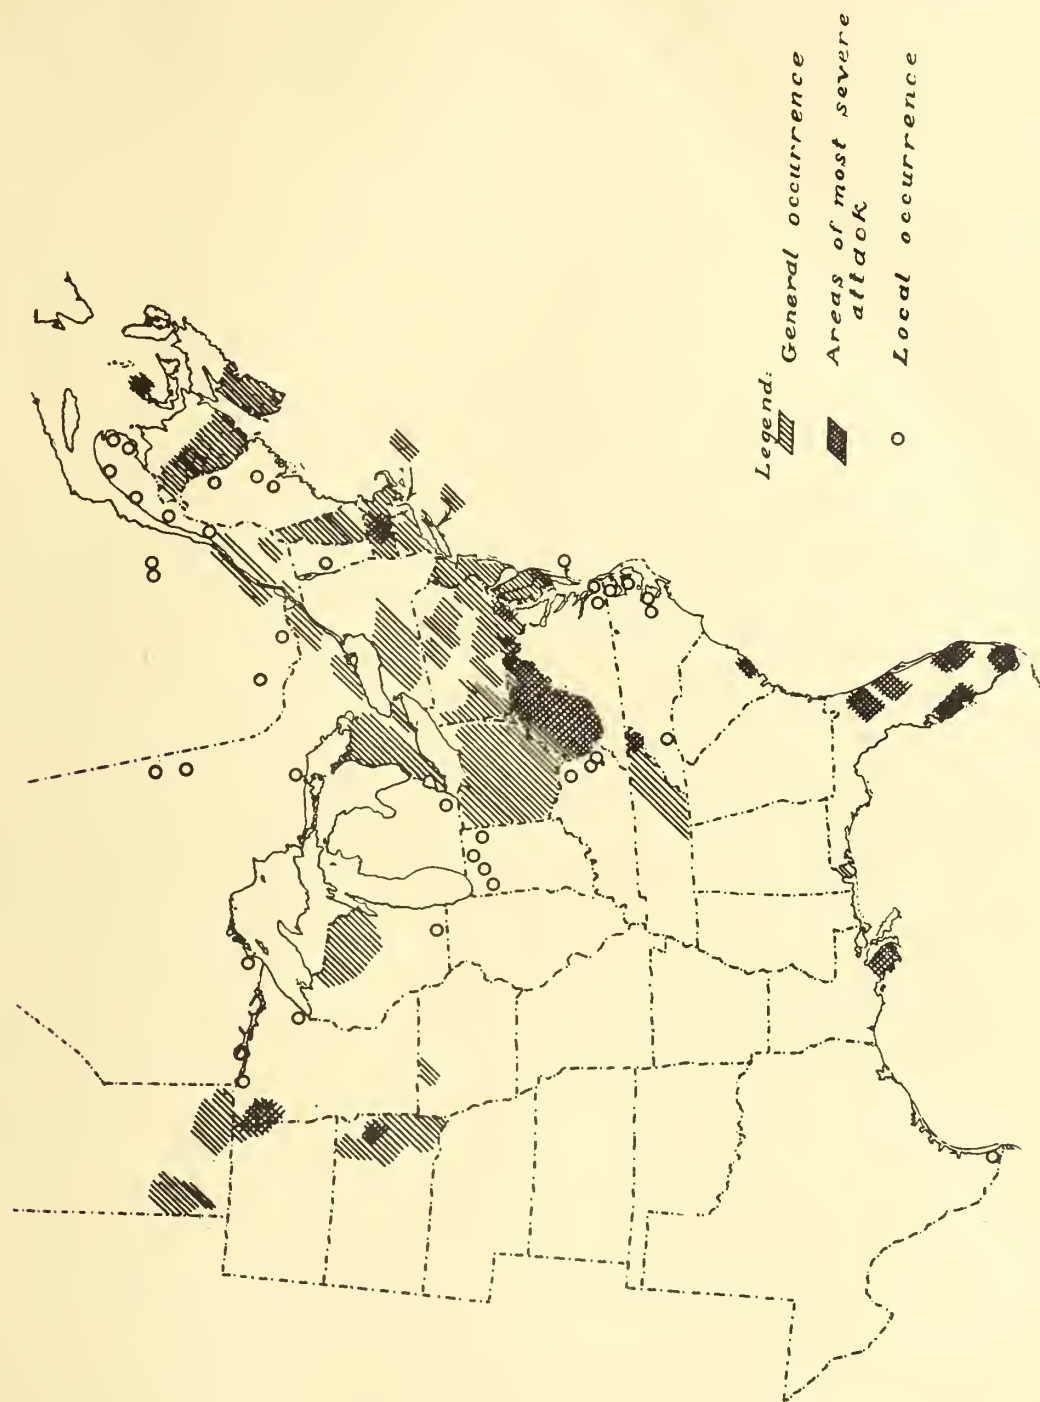 Legend:
General occurrence
Areas of most severe
attack
Local occurrence